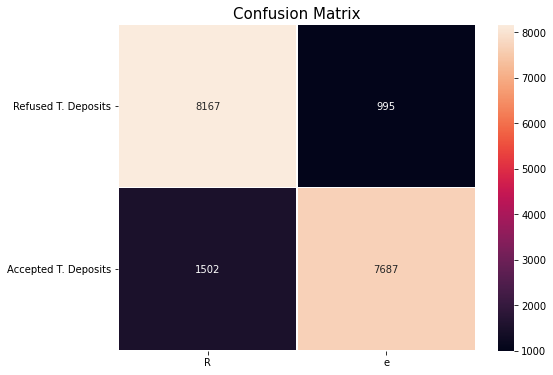 Confusion Matrix
Refused T. Deposits
8167
995
Accepted T. Deposits
1502
7687
R
e
8000
7000
6000
5000
4000
3000
2000
1000